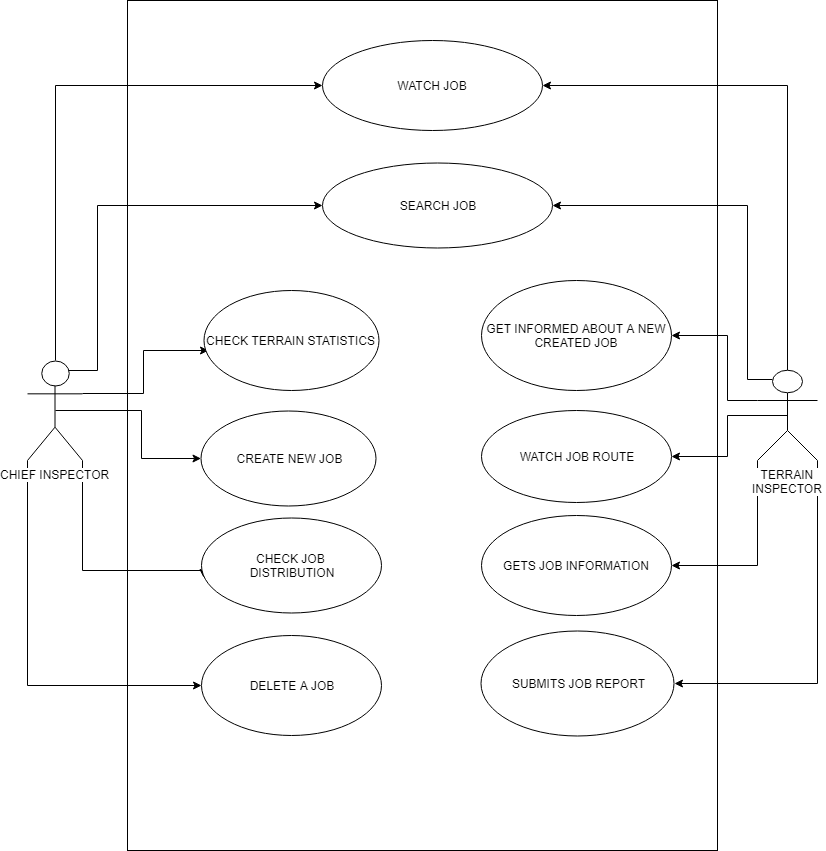 WATCH JOB
SEARCH JOB
CHECK TERRAIN STATISTICS
GET INFORMED ABOUT A NEW
CREATED JOB
CREATE NEW JOB
WATCH JOB ROUTE
CHIEF INSPECTOR
TERRAIN
INSPECTOR
CHECK JOB
DISTRIBUTION
GETS JOB INFORMATION
DELETE A JOB
SUBMITS JOB REPORT